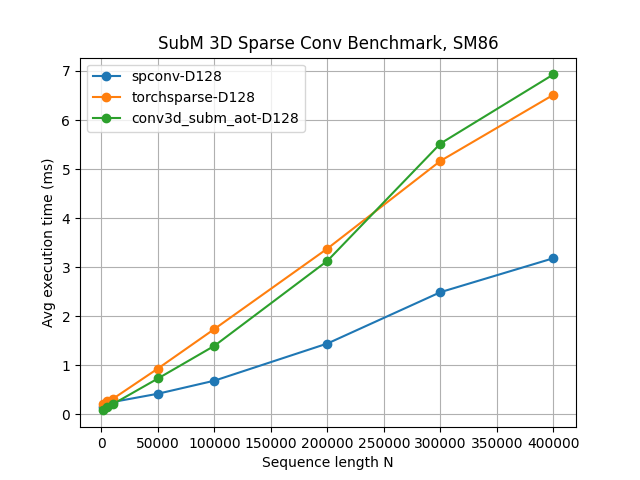 SubM 3D Sparse Conv Benchmark, SM86
spconv-D128
torchsparse-D128
conv3d_subm_aot-D128
Avg execution time (ms)
7
6
5
4
3
2
1
0
0 50000 100000 150000 200000 250000 300000 350000 400000
Sequence length N